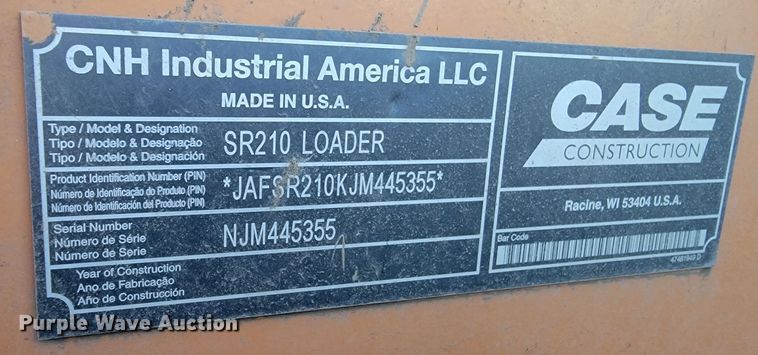 CNH Industrial America LLC
MADE IN U.S.A.
Type / Model & Designation
Tipo / Modelo & Designação
Tipo / Modelo & Designación
SR210 LOADER
Product Identification Number (PIN)
Número de Identificação do Produto (PIN)
Número de Identificación del Producto (PIN)
*JAFSR210KJM445355*
Serial Number
Número de Série
Número de Serie
NJM445355
Year of Construction
Ano de Fabricação
Año de Construcción
CASE
CONSTRUCTION
Racine, WI 53404 U.S.A.
Bar Code
47481949 D
Purple Wave Auction